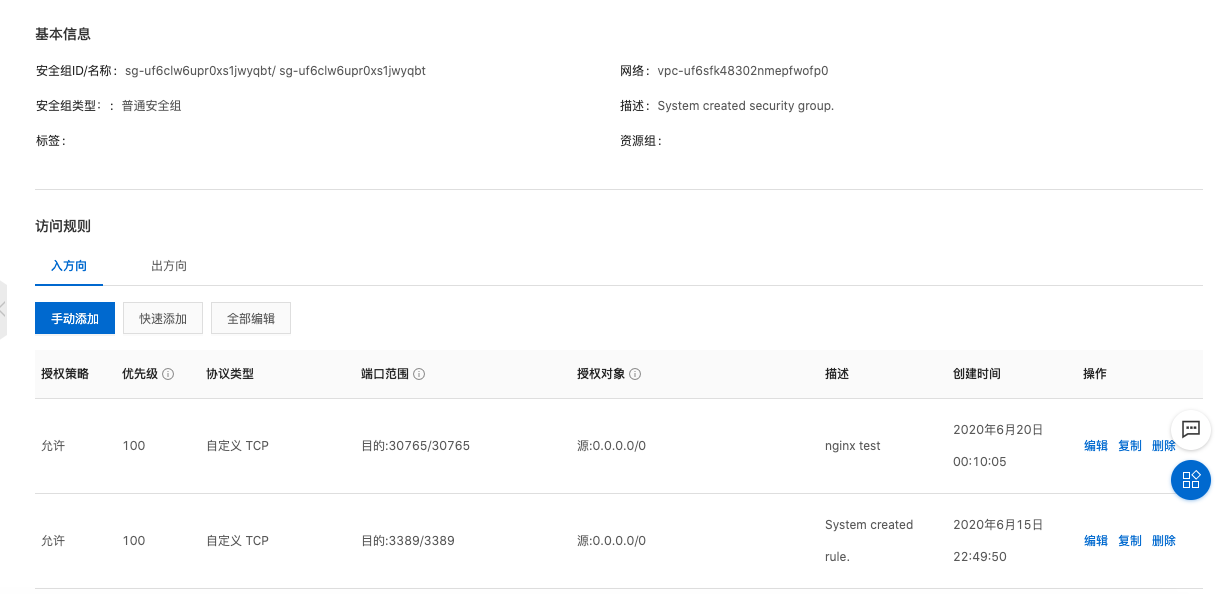 基本信息
安全组ID/名称: sg-uf6clw6upr0xs1jwyqbt/ sg-uf6clw6upr0xs1jwyqbt
网络: vpc-uf6sfk48302nmepfwofp0
安全组类型: : 普通安全组
描述: System created security group.
标签:
资源组:
访问规则
入方向 出方向
手动添加 快速添加 全部编辑
授权策略 优先级 协议类型 端口范围 授权对象 描述 创建时间 操作
允许 100 自定义 TCP 目的:30765/30765 源:0.0.0.0/0 nginx test 2020年6月20日
00:10:05
编辑 复制 删除
允许 100 自定义 TCP 目的:3389/3389 源:0.0.0.0/0 System created
rule.
2020年6月15日
22:49:50
编辑 复制 删除